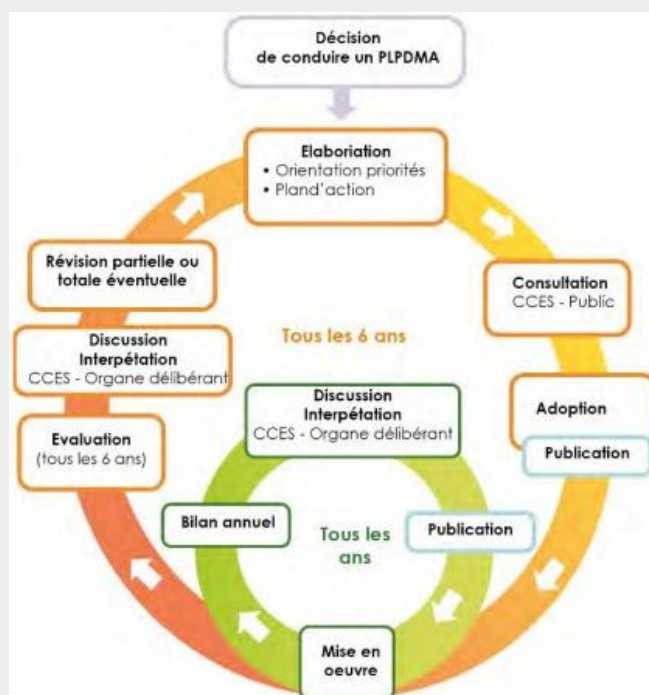 Décision
de conduire un PLPDMA
Elaboriation
• Orientation priorités
• Pland'action
Consultation
CCES - Public
Adoption
Publication
Révision partielle ou
totale éventuelle
Discussion
Interpétation
CCES - Organe délibérant
Evaluation
(tous les 6 ans)
Tous les 6 ans
Discussion
Interpétation
CCES - Organe délibérant
Bilan annuel
Tous les
ans
Publication
Mise en
oeuvre